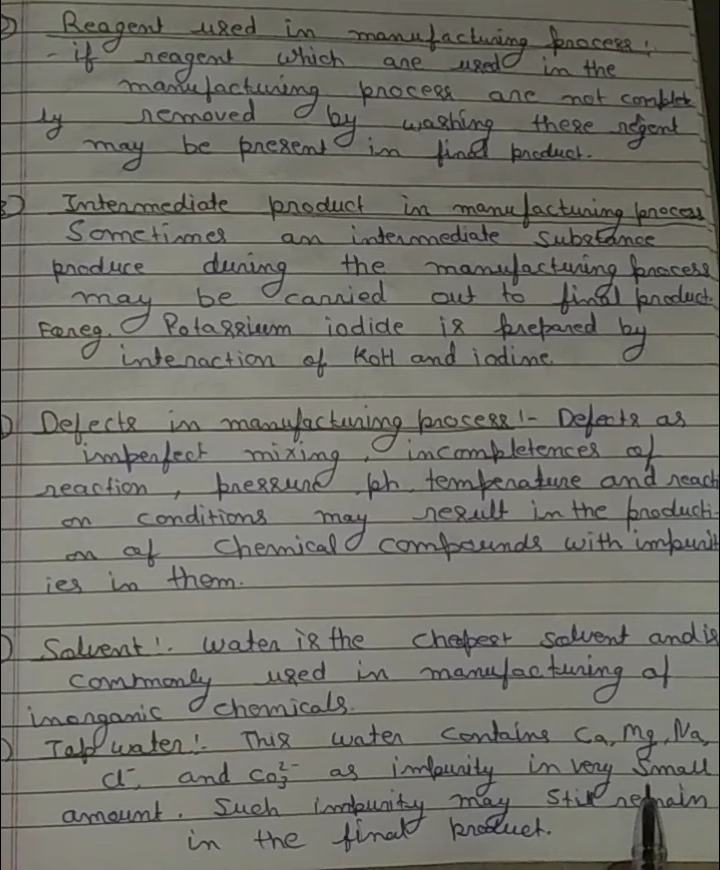 2) Reagent used in manufacturing process:
- if reagent which are used in the
manufacturing process are not complet
ly removed by washing these regent
may be present in final product.
3) Intermediate product in manufacturing process
Sometimes an intermediate substance
produce during the manufacturing process
may be carried out to final product.
Foreg. Potassium iodide is prepared by
interaction of KOH and iodine.
) Defects in manufacturing process:- Defects as
imperfect mixing, incompletences of
reaction, pressure, ph, temperature and reacti
on conditions may result in the producti-
on of chemical compounds with impurit
ies in them.
) Solvent:- water is the chepest solvent and is
commonly used in manufacturing of
inorganic chemicals.
) Tap water:- This water contains Ca, Mg, Na,
Cl⁻, and CO₃²⁻ as impurity in very small
amount. Such impurity may still remain
in the final product.